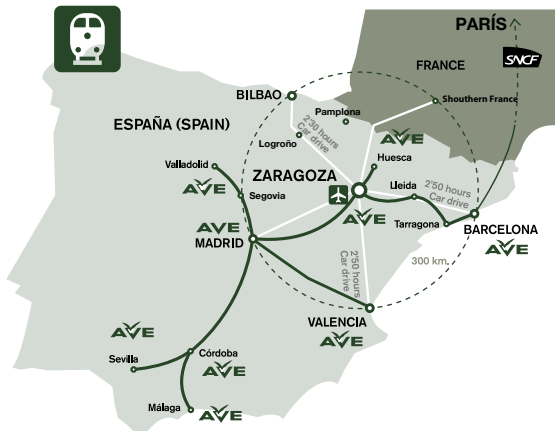 PARÍS
SNCF
FRANCE
BILBAO
Shouthern France
Pamplona
ESPAÑA (SPAIN)
2'30 hours
Car drive
Logroño
AVE
Huesca
Valladolid
ZARAGOZA
AVE
Lleida
2'50 hours
Car drive
Segovia
AVE
AVE
Tarragona
BARCELONA
MADRID
AVE
2'50 hours
Car drive
300 km.
VALENCIA
AVE
AVE
Sevilla
Córdoba
AVE
Málaga
AVE